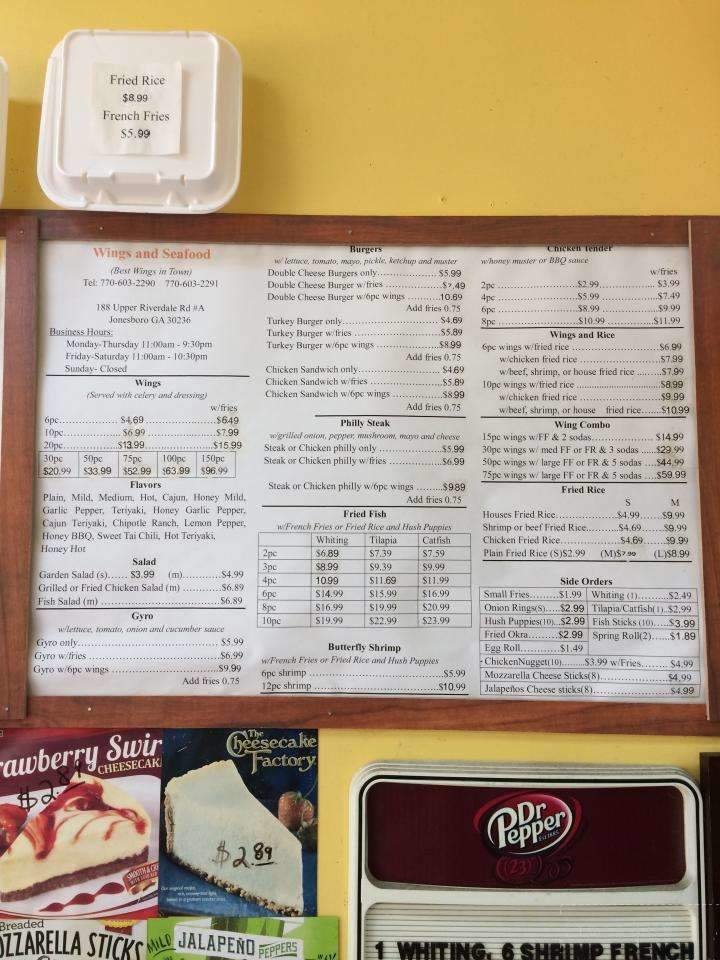 Fried Rice
$8.99
French Fries
$5.99
Wings and Seafood
(Best Wings in Town)
Tel: 770-603-2290 770-603-2291
188 Upper Riverdale Rd #A
Jonesboro GA 30236
Business Hours:
Monday-Thursday 11:00am - 9:30pm
Friday-Saturday 11:00am - 10:30pm
Sunday- Closed
Wings
(Served with celery and dressing)
w/fries
6pc $4.69 $6.49
10pc $6.99 $7.99
20pc $13.99 $15.99
30pc 50pc 75pc 100pc 150pc
$20.99 $33.99 $52.99 $63.99 $96.99
Flavors
Plain, Mild, Medium, Hot, Cajun, Honey Mild,
Garlic Pepper, Teriyaki, Honey Garlic Pepper,
Cajun Teriyaki, Chipotle Ranch, Lemon Pepper,
Honey BBQ, Sweet Tai Chili, Hot Teriyaki,
Honey Hot
Salad
Garden Salad (s)...... $3.99 (m) $4.99
Grilled or Fried Chicken Salad (m) $6.89
Fish Salad (m) $6.89
Gyro
w/lettuce, tomato, onion and cucumber sauce
Gyro only $5.99
Gyro w/fries $6.99
Gyro w/6pc wings $9.99
Add fries 0.75
Burgers
w/ lettuce, tomato, mayo, pickle, ketchup and muster
Double Cheese Burgers only $5.99
Double Cheese Burgers w/fries $7.49
Double Cheese Burgers w/6pc wings 10.69
Add fries 0.75
Turkey Burger only $4.69
Turkey Burger w/fries $5.89
Turkey Burger w/6pc wings $8.99
Add fries 0.75
Chicken Sandwich only $4.69
Chicken Sandwich w/fries $5.89
Chicken Sandwich w/6pc wings $8.99
Add fries 0.75
Philly Steak
w/grilled onion, pepper, mushroom, mayo and cheese
Steak or Chicken philly only $5.99
Steak or Chicken philly w/fries $6.99
Steak or Chicken philly w/6pc wings $9.89
Add fries 0.75
Fried Fish
w/French Fries or Fried Rice and Hush Puppies
Whiting Tilapia Catfish
2pc $6.89 $7.39 $7.59
3pc $8.99 $9.39 $9.99
4pc 10.99 $11.69 $11.99
6pc $14.99 $15.99 $16.99
8pc $16.99 $19.99 $20.99
10pc $19.99 $22.99 $23.99
Butterfly Shrimp
w/French Fries or Fried Rice and Hush Puppies
6pc shrimp $5.99
12pc shrimp $10.99
Chicken Tender
w/honey muster or BBQ sauce
w/fries
2pc $2.99 $3.99
4pc $5.99 $7.49
6pc $8.99 $9.99
8pc $10.99 $11.99
Wings and Rice
6pc wings w/fried rice $6.99
w/chicken fried rice $7.99
w/beef, shrimp, or house fried rice $7.99
10pc wings w/fried rice $8.99
w/chicken fried rice $9.99
w/beef, shrimp, or house fried rice $10.99
Wing Combo
15pc wings w/FF & 2 sodas $14.99
30pc wings w/ med FF or FR & 3 sodas $29.99
50pc wings w/ large FF or FR & 5 sodas $44.99
75pc wings w/ large FF or FR & 5 sodas $59.99
Fried Rice
S M
Houses Fried Rice $4.99 $9.99
Shrimp or beef Fried Rice $4.69 $9.99
Chicken Fried Rice $4.69 $9.99
Plain Fried Rice (S)$2.99 (M)$7.90 (L)$8.99
Side Orders
Small Fries $1.99 Whiting (1) $2.49
Onion Rings(S) $2.99 Tilapia/Catfish(1). $2.99
Hush Puppies(10)...$2.99 Fish Sticks (10) $3.99
Fried Okra $2.99 Spring Roll(2) $1.89
Egg Roll $1.49
ChickenNugget(10) $3.99 w/Fries $4.99
Mozzarella Cheese Sticks(8) $4.99
Jalapeños Cheese sticks(8) $4.99
rawberry Swir
CHEESECAK
$2.89
The
Cheesecake
Factory
$2.89
Breaded
OZZARELLA STICKS
MILD JALAPEÑO PEPPERS
Dr
Pepper
(23)
1 WHITING, 6 SHRIMP FRENCH